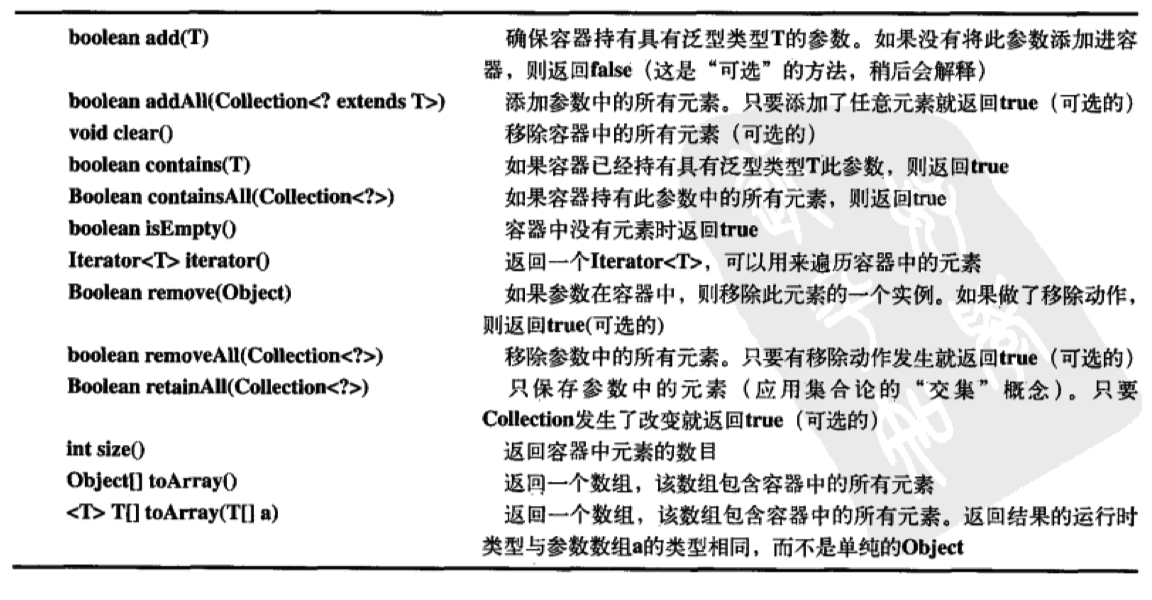 boolean add(T) 确保容器持有具有泛型类型T的参数。如果没有将此参数添加进容
器，则返回false（这是“可选”的方法，稍后会解释）
boolean addAll(Collection<? extends T>) 添加参数中的所有元素。只要添加了任意元素就返回true（可选的）
void clear() 移除容器中的所有元素（可选的）
boolean contains(T) 如果容器已经持有具有泛型类型T此参数，则返回true
Boolean containsAll(Collection<?>) 如果容器持有此参数中的所有元素，则返回true
boolean isEmpty() 容器中没有元素时返回true
Iterator<T> iterator() 返回一个Iterator<T>，可以用来遍历容器中的元素
Boolean remove(Object) 如果参数在容器中，则移除此元素的一个实例。如果做了移除动作，
则返回true(可选的)
boolean removeAll(Collection<?>) 移除参数中的所有元素。只要有移除动作发生就返回true（可选的）
Boolean retainAll(Collection<?>) 只保存参数中的元素（应用集合论的“交集”概念）。只要
Collection发生了改变就返回true（可选的）
int size() 返回容器中元素的数目
Object[] toArray() 返回一个数组，该数组包含容器中的所有元素
<T> T[] toArray(T[] a) 返回一个数组，该数组包含容器中的所有元素。返回结果的运行时
类型与参数数组a的类型相同，而不是单纯的Object